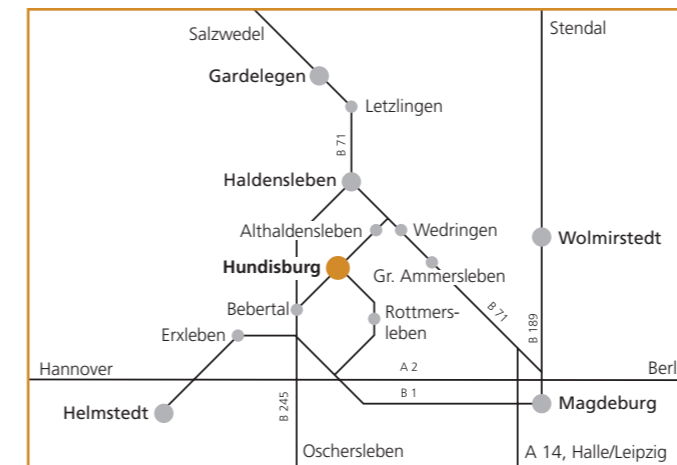 Salzwedel
Stendal
Gardelegen
Letzlingen
B 71
Haldensleben
Althaldensleben
Wedringen
Wolmirstedt
Hundisburg
Gr. Ammersleben
Bebertal
Rottmers-
leben
B 71
B 189
Erxleben
Hannover
A 2
Berl
B 1
Helmstedt
B 245
Magdeburg
Oschersleben
A 14, Halle/Leipzig